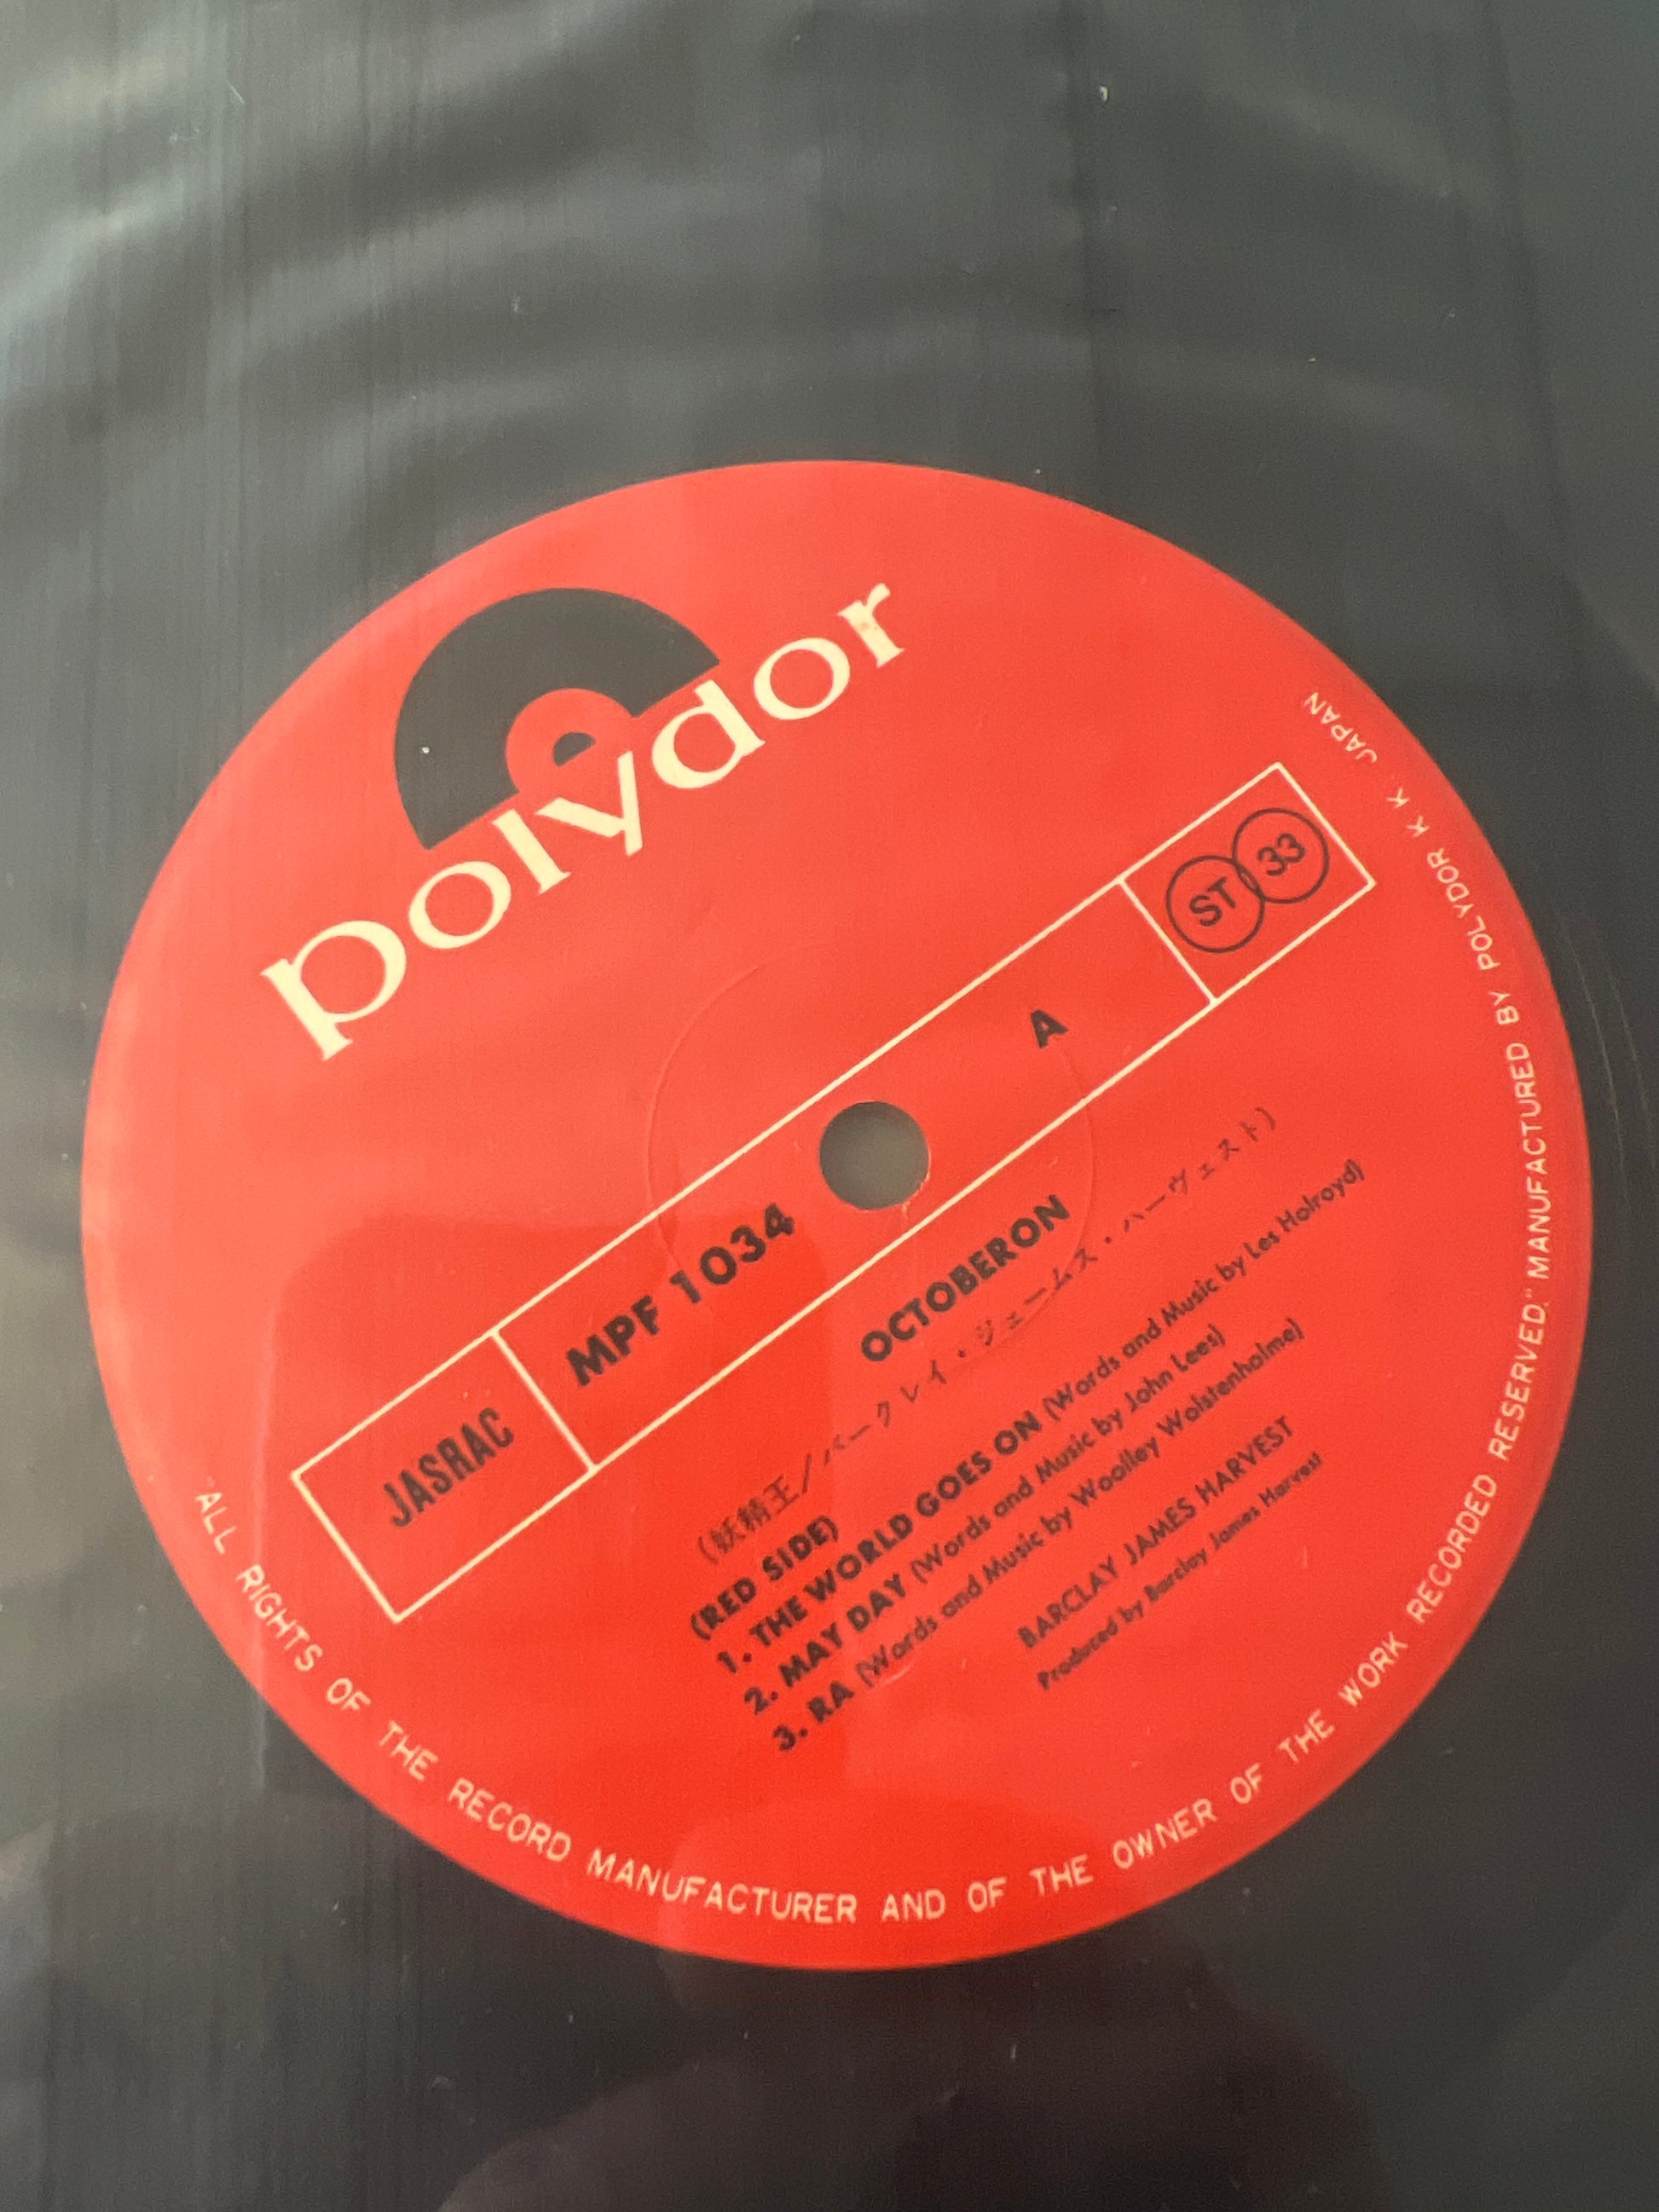 polydor
JASRAC
MPF 1034
A
ST 33
OCTOBERON
(妖精王/バークレイ・ジェームス・ハーヴェスト)
(RED SIDE)
1. THE WORLD GOES ON (Words and Music by Les Holroyd)
2. MAY DAY (Words and Music by John Lees)
3. RA (Words and Music by Woolley Wolstenholme)
BARCLAY JAMES HARVEST
Produced by Barclay James Harvest
"ALL RIGHTS OF THE RECORD MANUFACTURER AND OF THE OWNER OF THE WORK RECORDED RESERVED." MANUFACTURED BY POLYDOR K.K. JAPAN